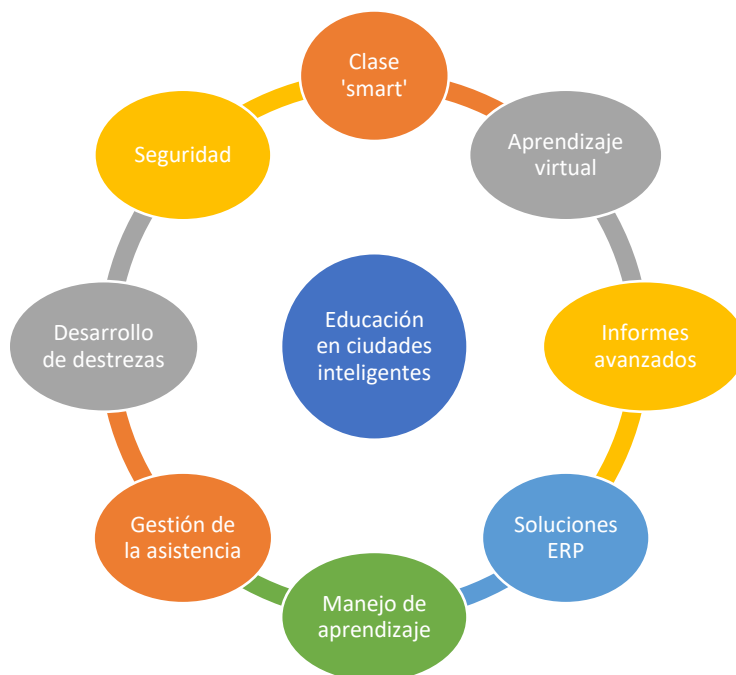 Clase
'smart'
Aprendizaje
virtual
Informes
avanzados
Soluciones
ERP
Manejo de
aprendizaje
Gestión de
la asistencia
Desarrollo
de destrezas
Seguridad
Educación
en ciudades
inteligentes